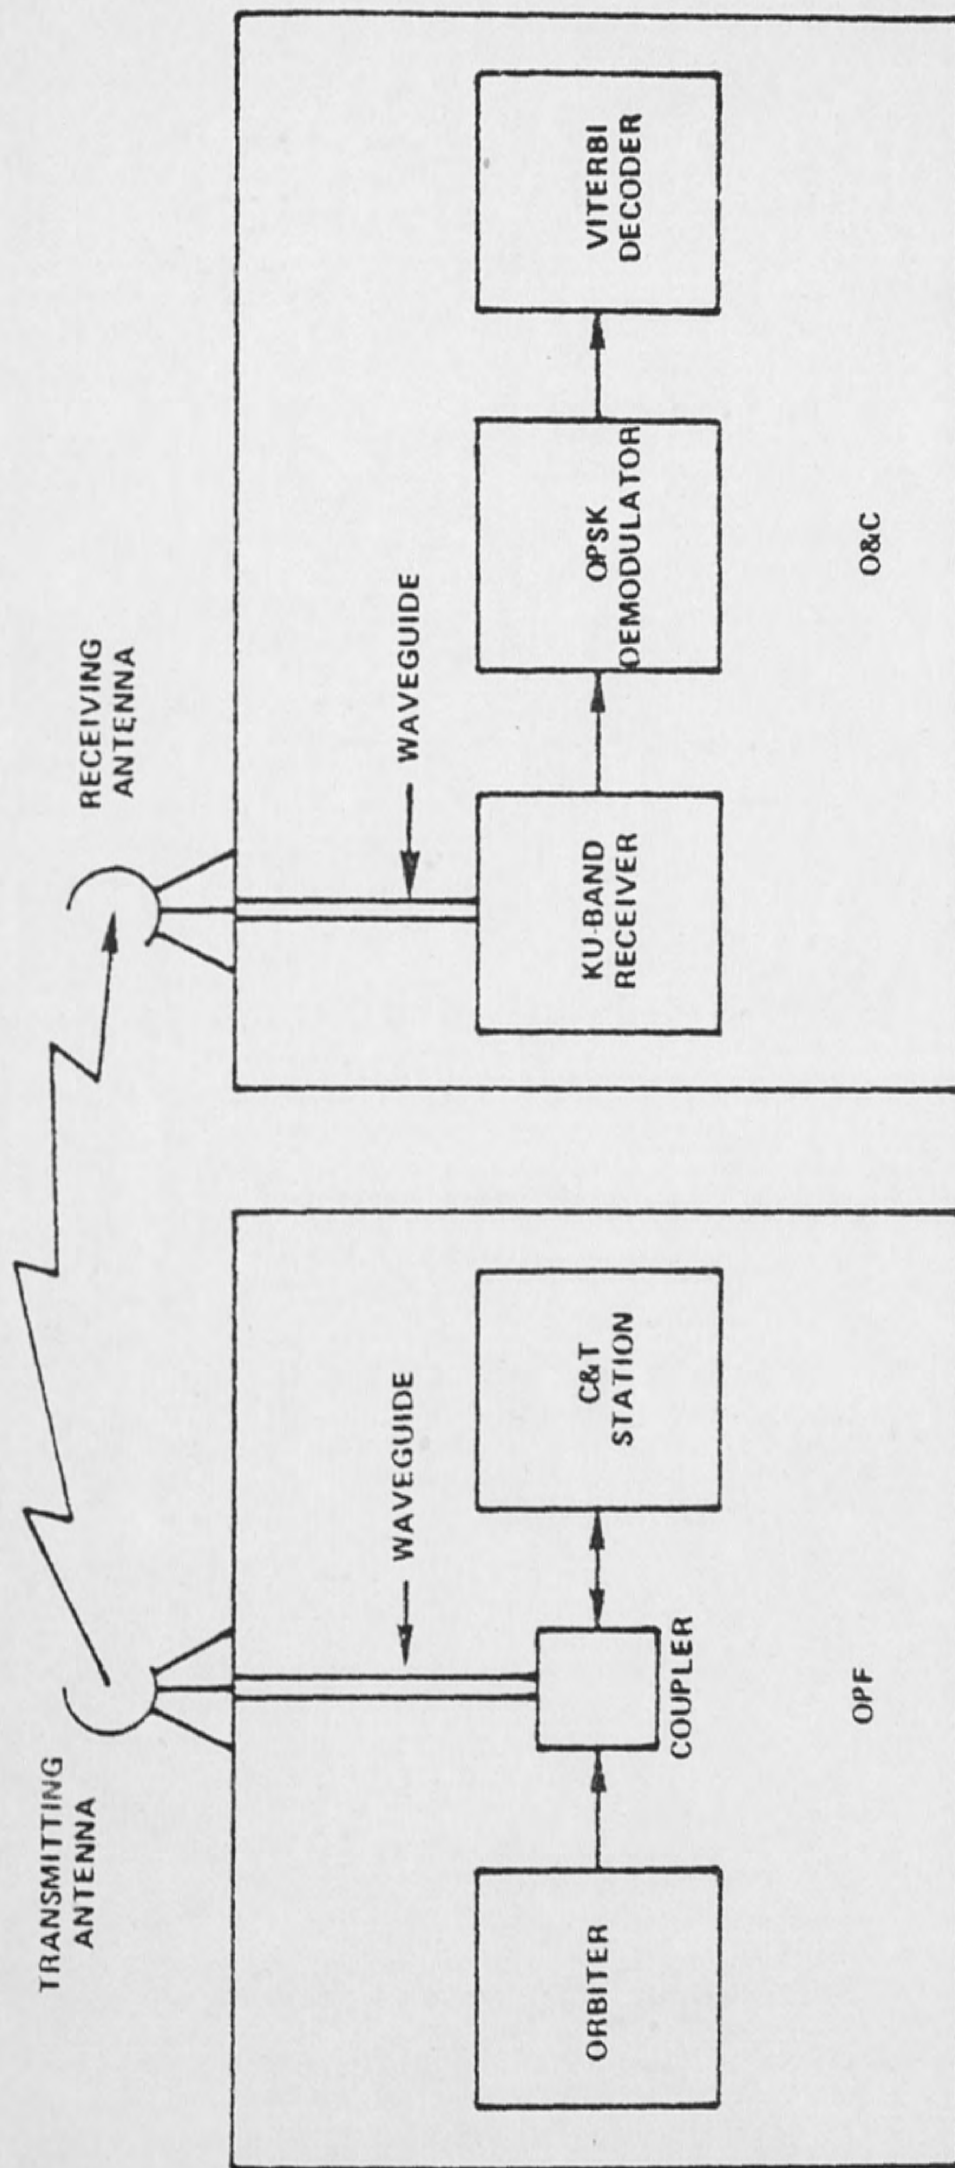 TRANSMITTING
ANTENNA
RECEIVING
ANTENNA
WAVEGUIDE
WAVEGUIDE
ORBITER
COUPLER
C&T
STATION
KU-BAND
RECEIVER
QPSK
DEMODULATOR
VITERBI
DECODER
OPF
O&C